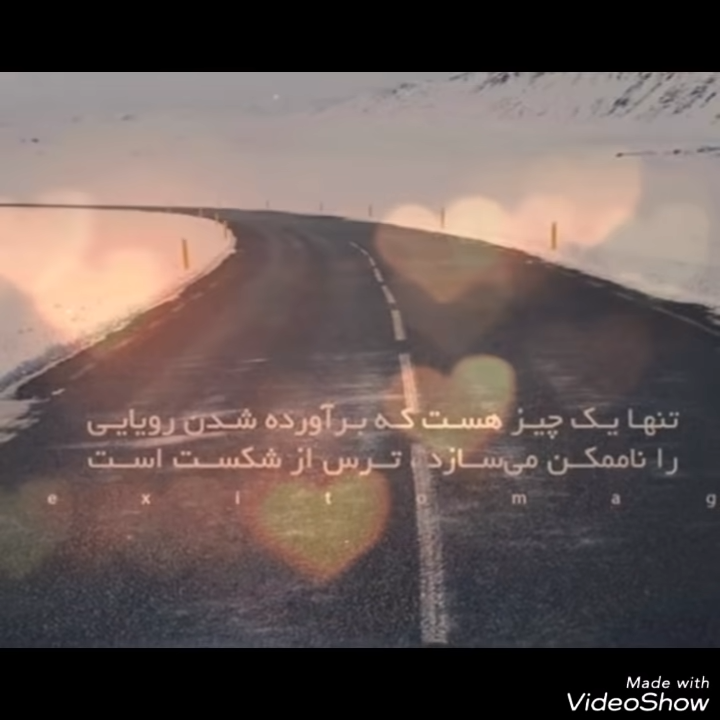 تنها یک چیز هست که برآورده شدن رویایی
را ناممکن می‌سازد ، ترس از شکست است
e x i t o m a g
Made with
VideoShow